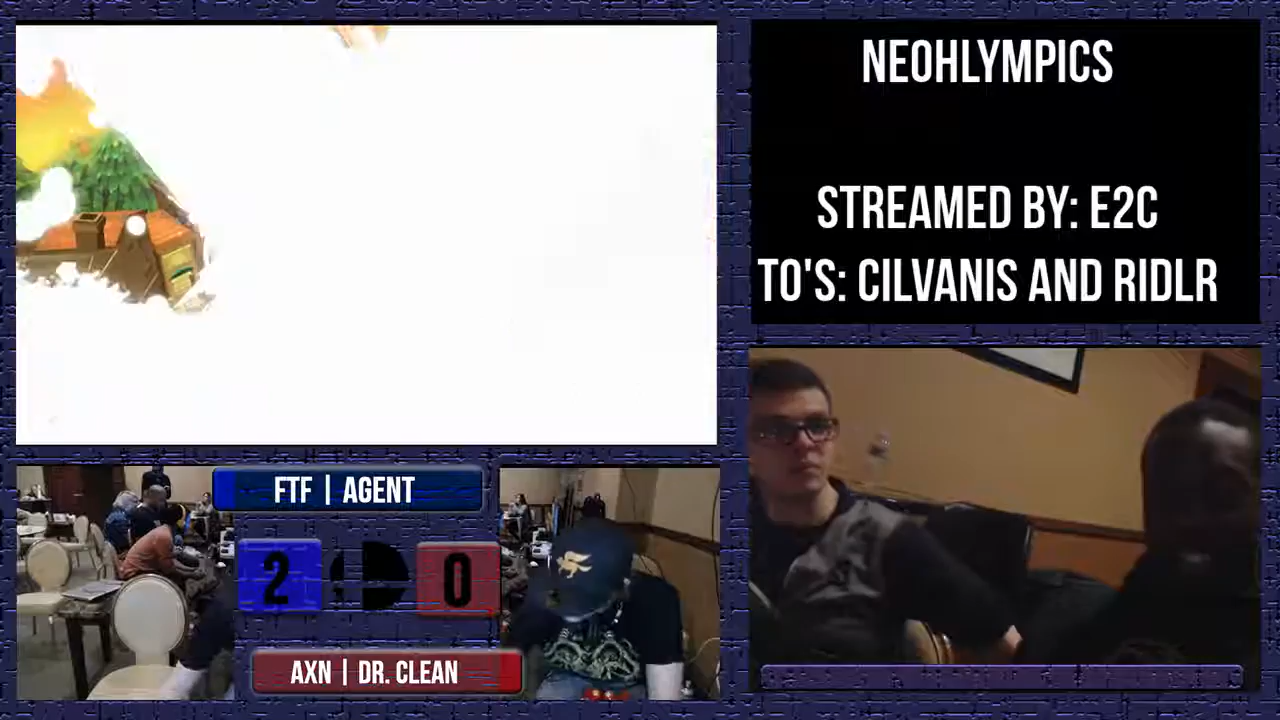 NEOHLYMPICS
STREAMED BY: E2C
TO'S: CILVANIS AND RIDLR
FTF | AGENT
2 0
AXN | DR. CLEAN